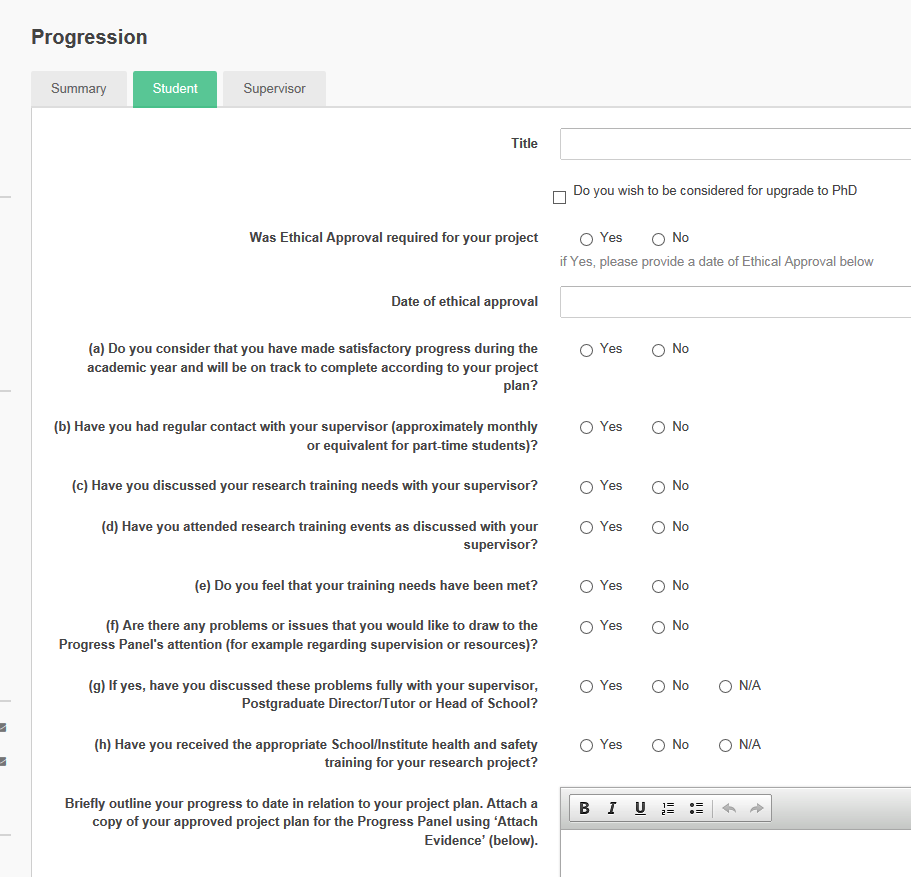 Progression
Summary
Student
Supervisor
Title
Do you wish to be considered for upgrade to PhD
Was Ethical Approval required for your project
Yes
No
if Yes, please provide a date of Ethical Approval below
Date of ethical approval
(a) Do you consider that you have made satisfactory progress during the
academic year and will be on track to complete according to your project
plan?
Yes
No
(b) Have you had regular contact with your supervisor (approximately monthly
or equivalent for part-time students)?
Yes
No
(c) Have you discussed your research training needs with your supervisor?
Yes
No
(d) Have you attended research training events as discussed with your
supervisor?
Yes
No
(e) Do you feel that your training needs have been met?
Yes
No
(f) Are there any problems or issues that you would like to draw to the
Progress Panel's attention (for example regarding supervision or resources)?
Yes
No
(g) If yes, have you discussed these problems fully with your supervisor,
Postgraduate Director/Tutor or Head of School?
Yes
No
N/A
(h) Have you received the appropriate School/Institute health and safety
training for your research project?
Yes
No
N/A
Briefly outline your progress to date in relation to your project plan. Attach a
copy of your approved project plan for the Progress Panel using ‘Attach
Evidence’ (below).
B I U